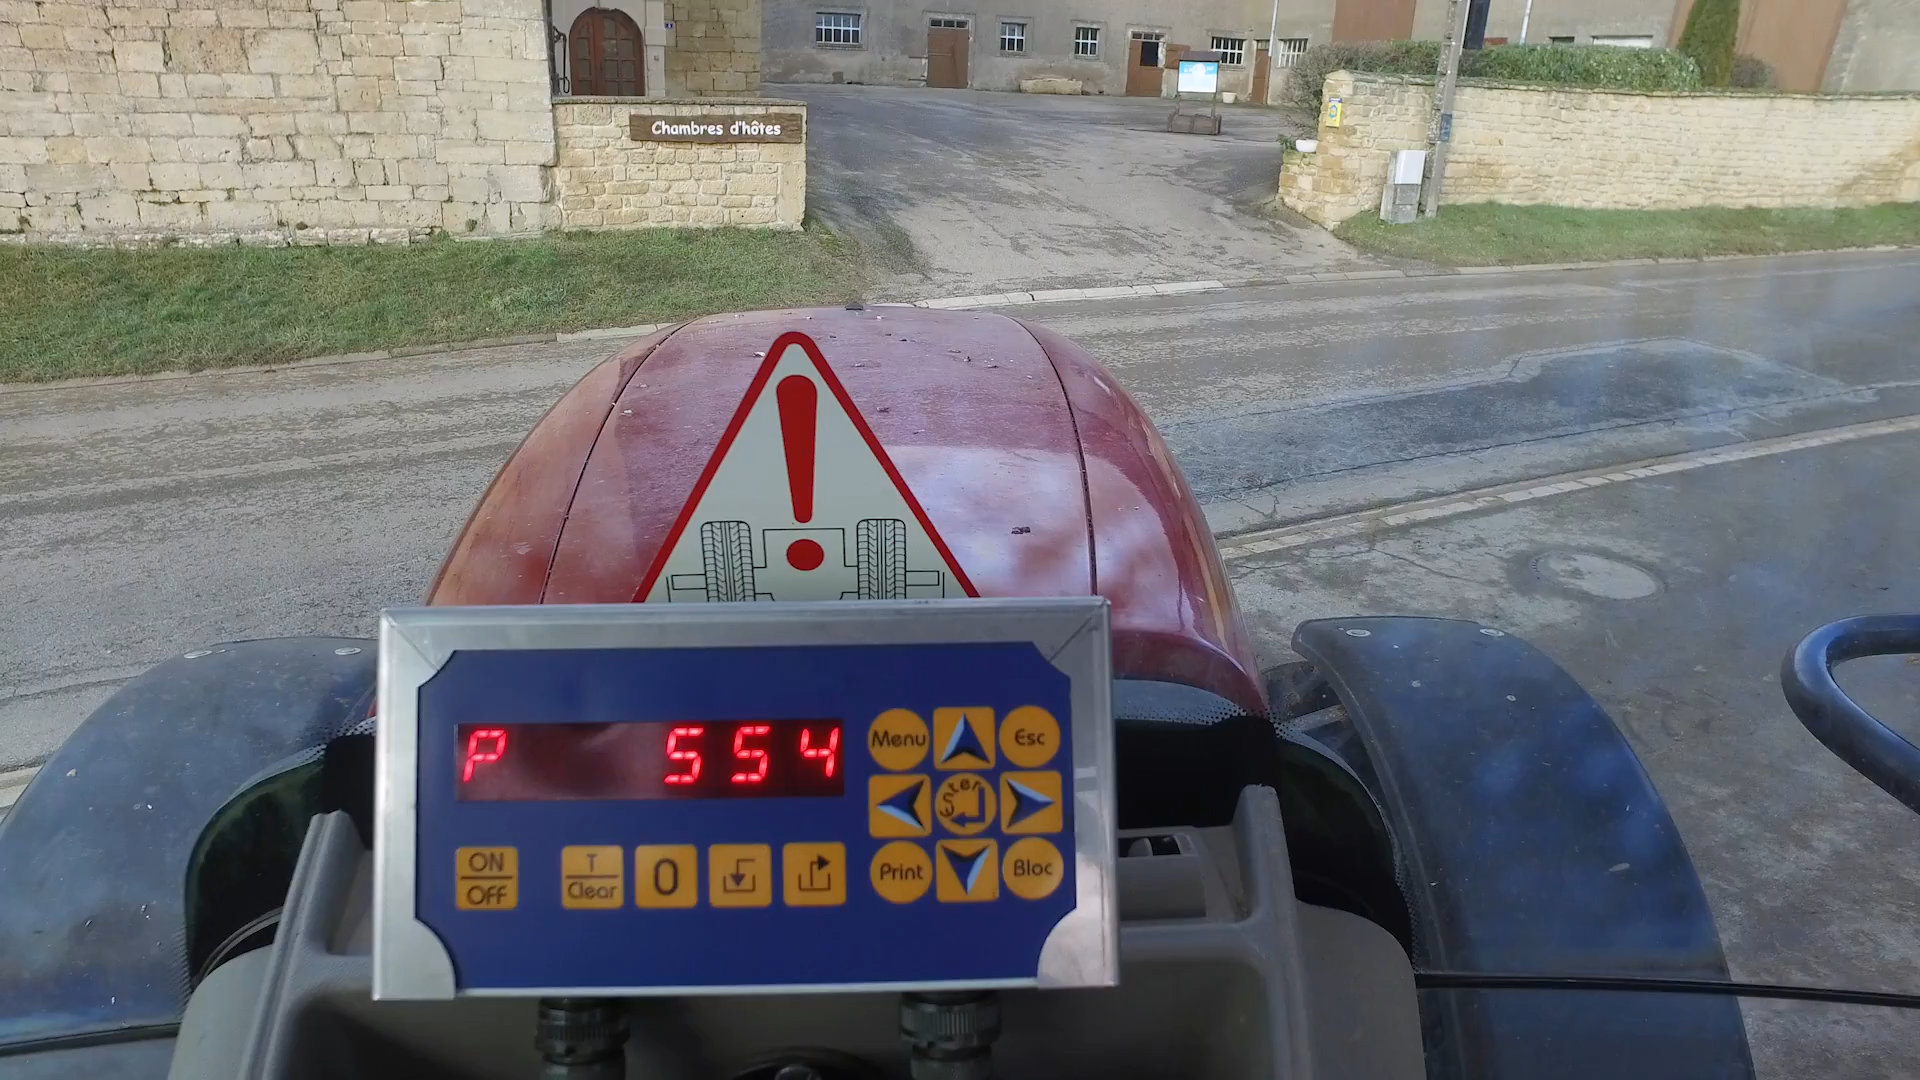 Chambres d'hôtes
P 554
Menu
Esc
Enter
ON
OFF
T
Clear
0
Print
Bloc